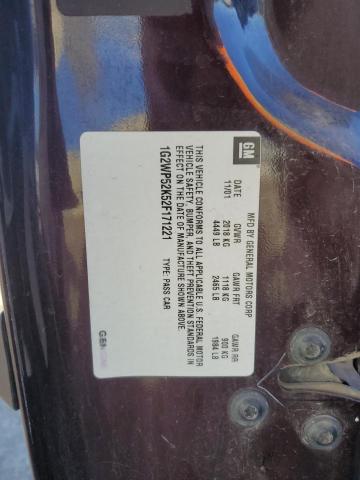 GM
MFD BY GENERAL MOTORS CORP
DATE GVWR GAWR FRT GAWR RR
11/01 2018 KG 1118 KG 900 KG
4449 LB 2465 LB 1984 LB
THIS VEHICLE CONFORMS TO ALL APPLICABLE U.S. FEDERAL MOTOR
VEHICLE SAFETY, BUMPER, AND THEFT PREVENTION STANDARDS IN
EFFECT ON THE DATE OF MANUFACTURE SHOWN ABOVE.
1G2WP52K52F171221 TYPE: PASS CAR